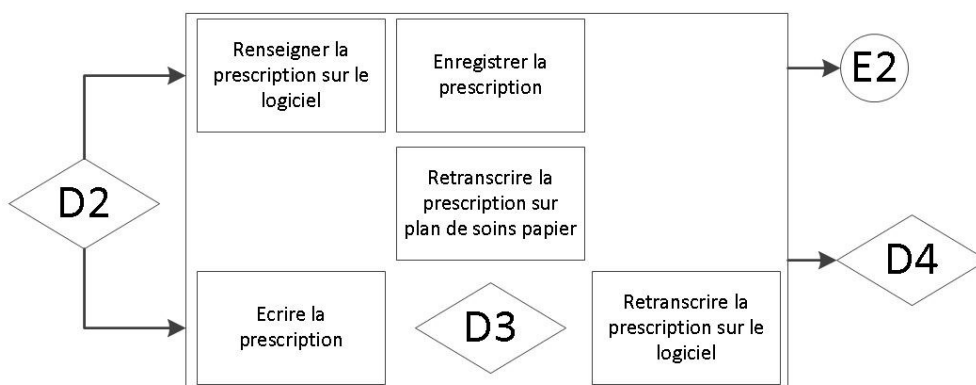 Renseigner la
prescription sur le
logiciel
Enregistrer la
prescription
E2
D2
Retranscrire la
prescription sur
plan de soins papier
D4
Ecrire la
prescription
D3
Retranscrire la
prescription sur le
logiciel